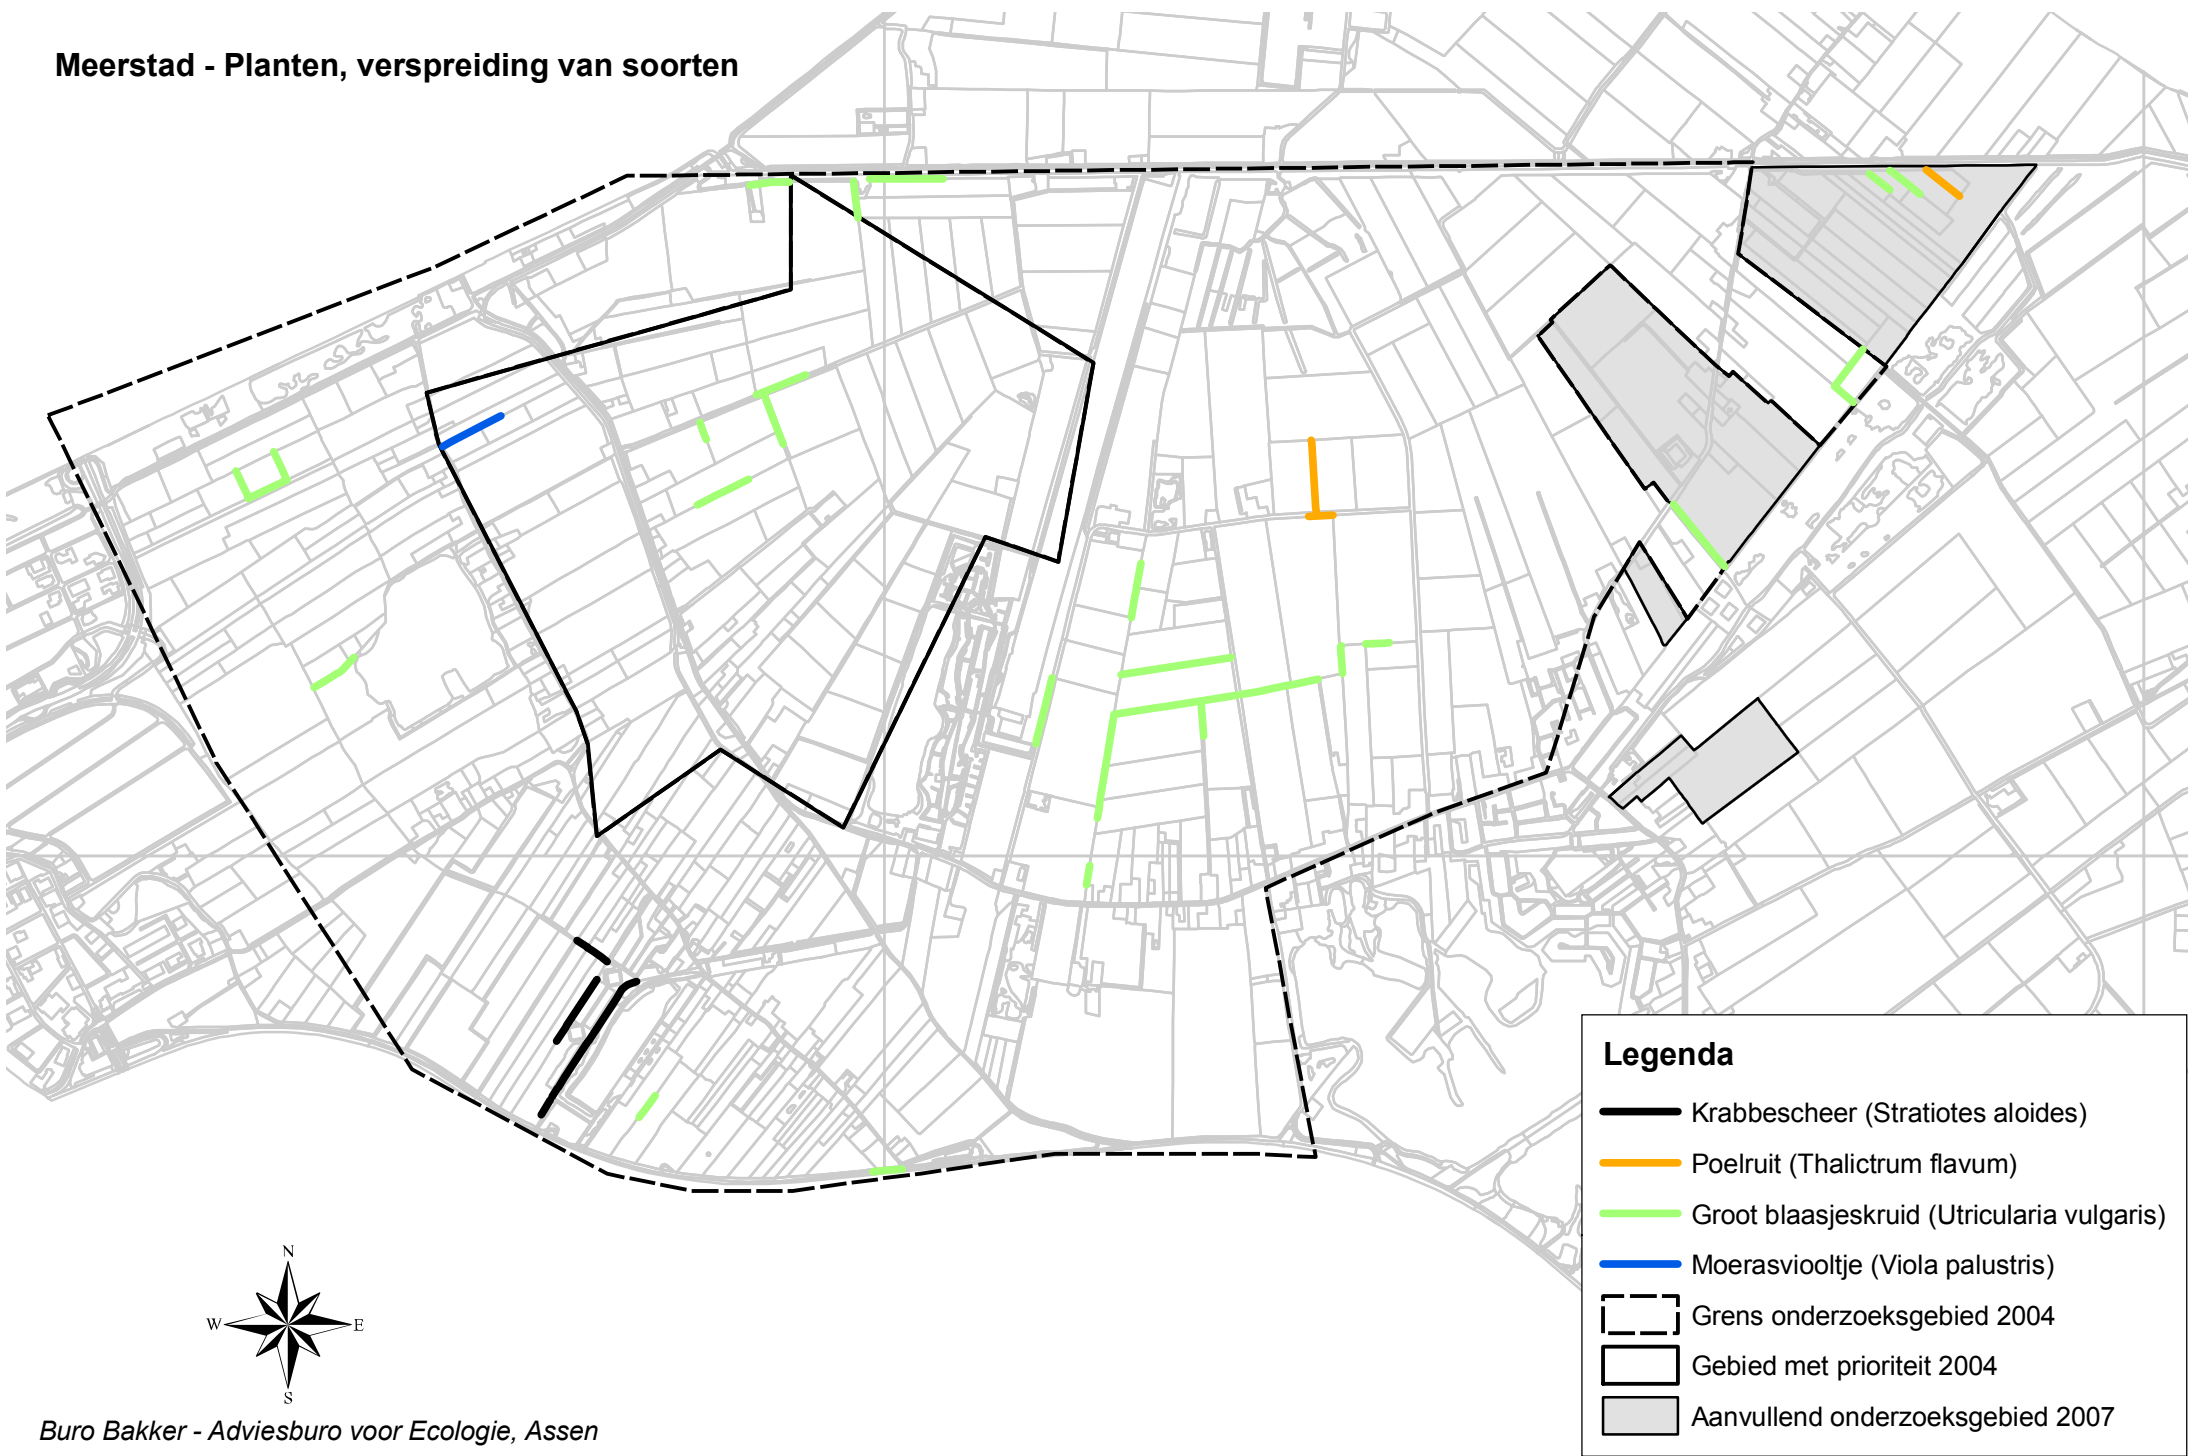 Meerstad - Planten, verspreiding van soorten
Legenda
Krabbescheer (Stratiotes aloides)
Poelruit (Thalictrum flavum)
Groot blaasjeskruid (Utricularia vulgaris)
Moerasviooltje (Viola palustris)
Grens onderzoeksgebied 2004
Gebied met prioriteit 2004
Aanvullend onderzoeksgebied 2007
N
W E
S
Buro Bakker - Adviesburo voor Ecologie, Assen